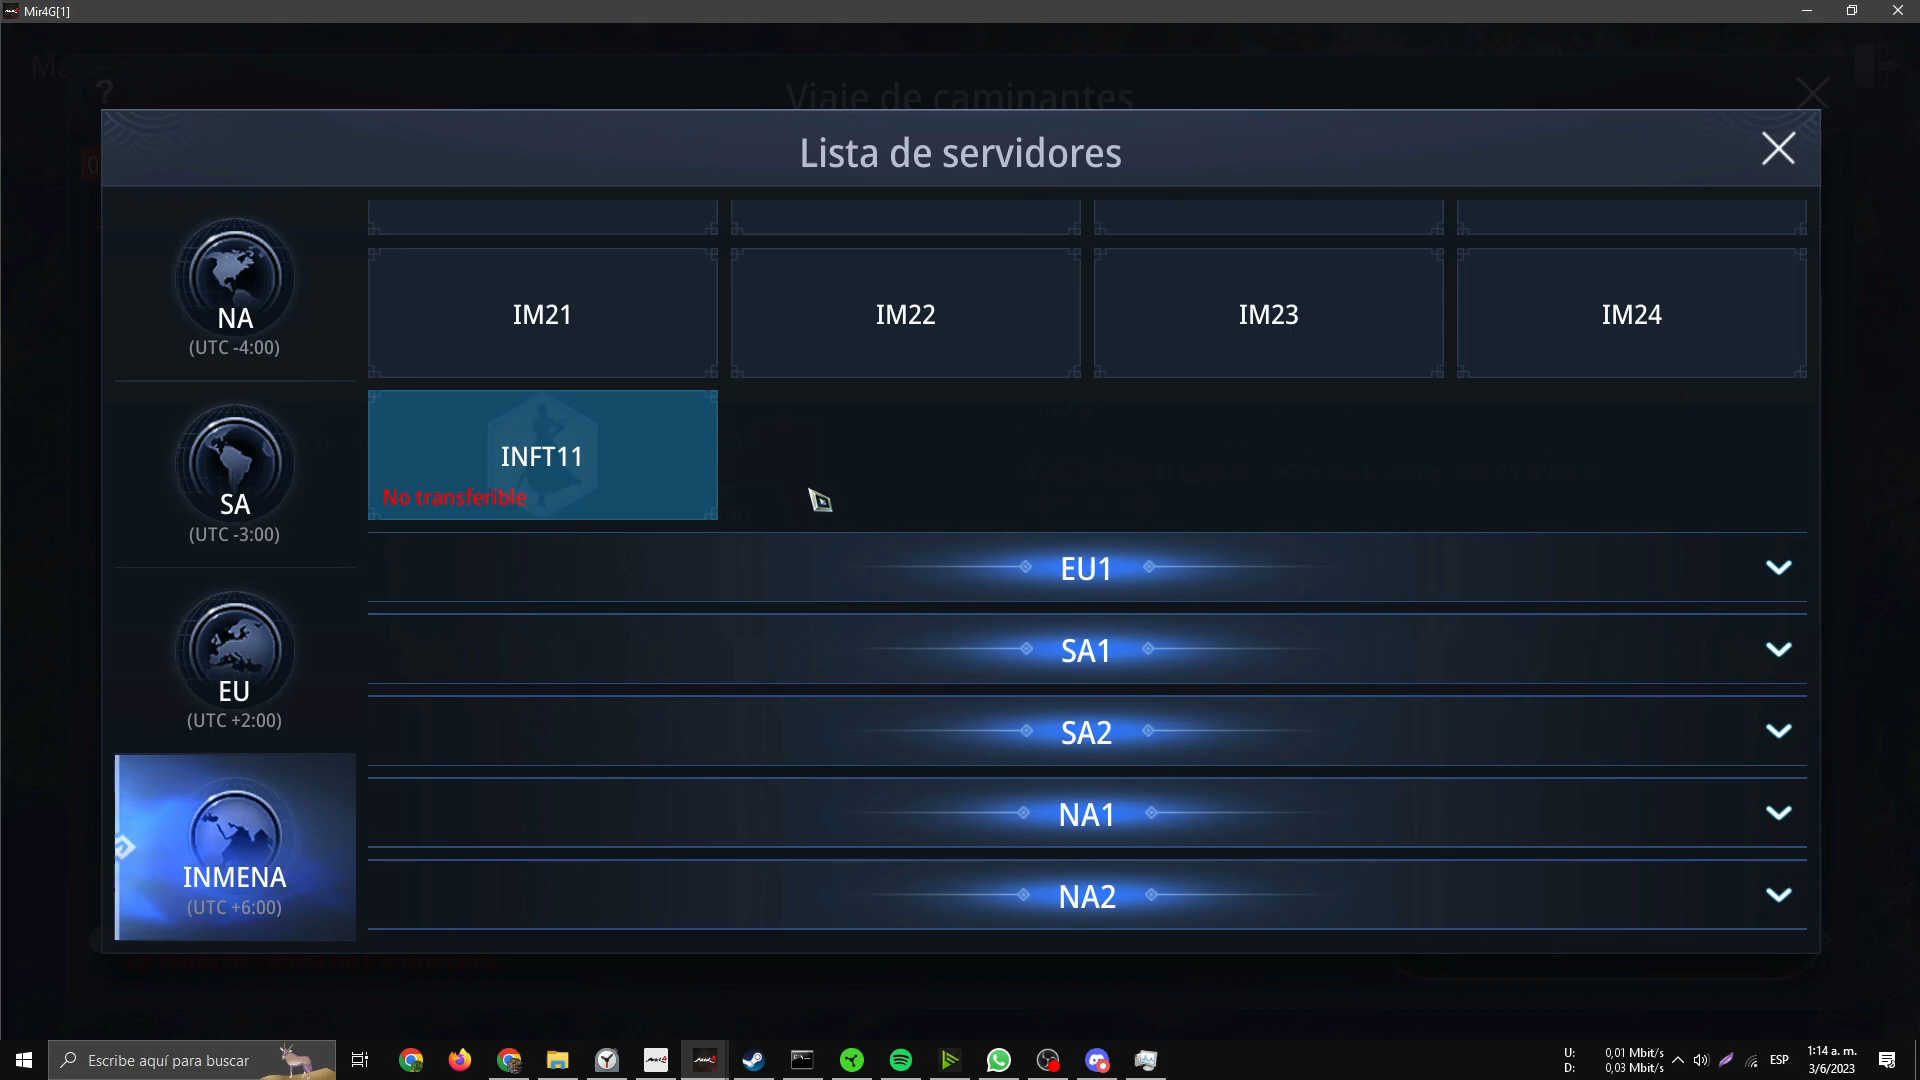 Mir4G[1]
?
Viaje de caminantes
Lista de servidores
NA
(UTC -4:00)
SA
(UTC -3:00)
EU
(UTC +2:00)
INMENA
(UTC +6:00)
IM21
IM22
IM23
IM24
INFT11
No transferible
EU1
SA1
SA2
NA1
NA2
Escribe aquí para buscar
U: 0,01 Mbit/s
D: 0,03 Mbit/s
ESP
1:14 a. m.
3/6/2023